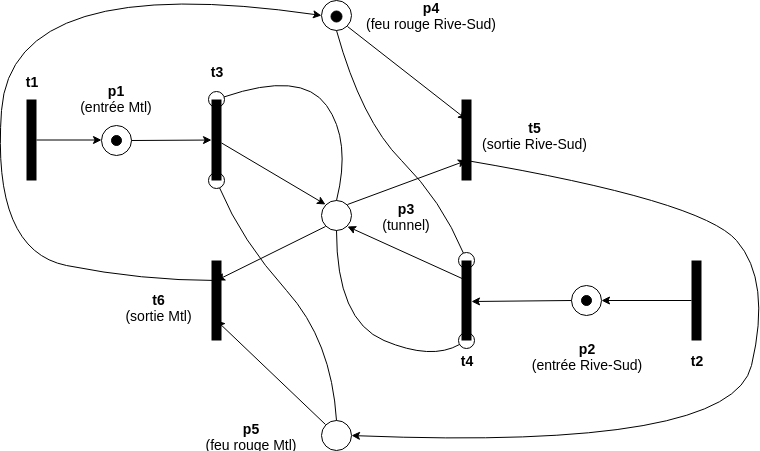 p4
(feu rouge Rive-Sud)
t1
p1
(entrée Mtl)
t3
t5
(sortie Rive-Sud)
p3
(tunnel)
t6
(sortie Mtl)
p2
(entrée Rive-Sud)
t4
t2
p5
(feu rouge Mtl)